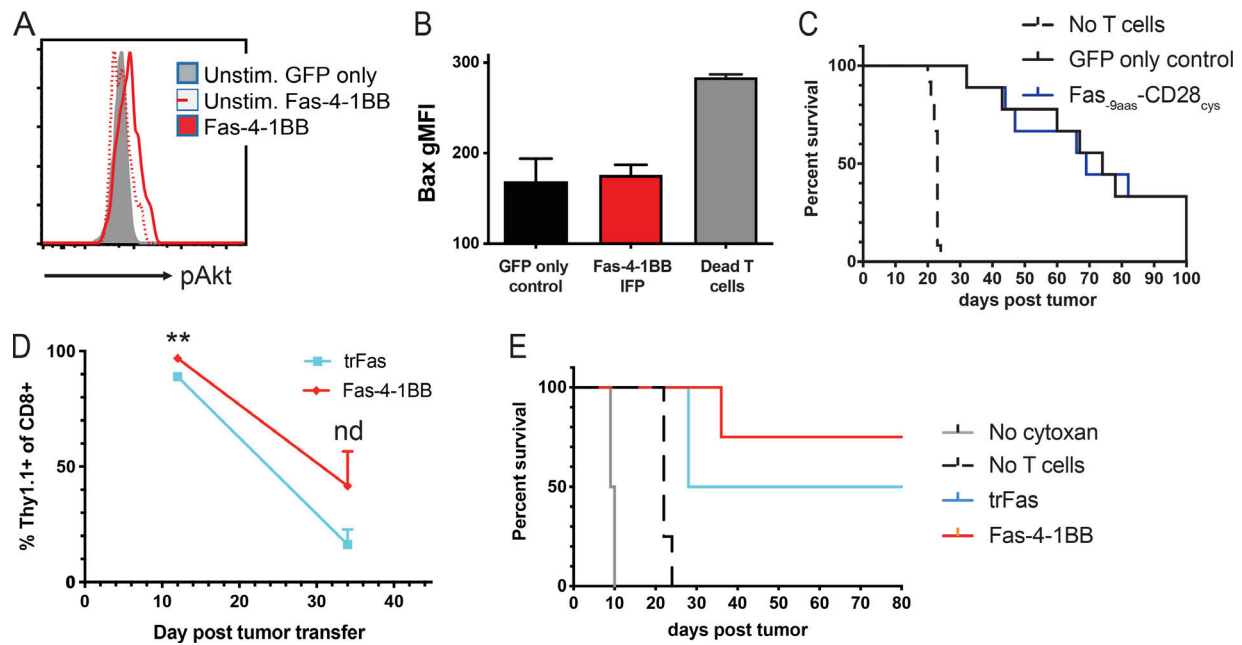 A
Unstim. GFP only
Unstim. Fas-4-1BB
Fas-4-1BB
pAkt
B
Bax gMFI
300
200
100
GFP only
control
Fas-4-1BB
IFP
Dead T
cells
C
No T cells
GFP only control
Fas-9aas-CD28cys
Percent survival
100
50
0
0 10 20 30 40 50 60 70 80 90 100
days post tumor
D
% Thy1.1+ of CD8+
100
50
0
**
nd
trFas
Fas-4-1BB
0 10 20 30 40
Day post tumor transfer
E
Percent survival
100
50
0
0 10 20 30 40 50 60 70 80
days post tumor
No cytoxan
No T cells
trFas
Fas-4-1BB